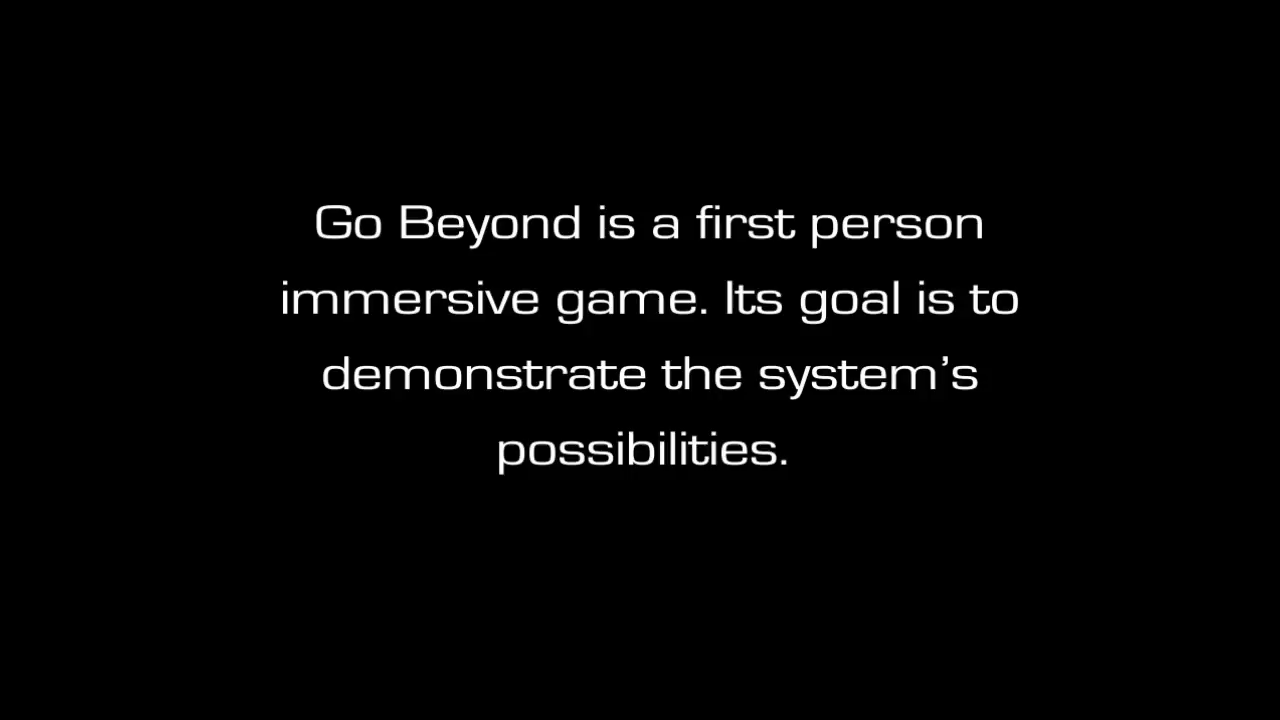 Go Beyond is a first person
immersive game. Its goal is to
demonstrate the system’s
possibilities.